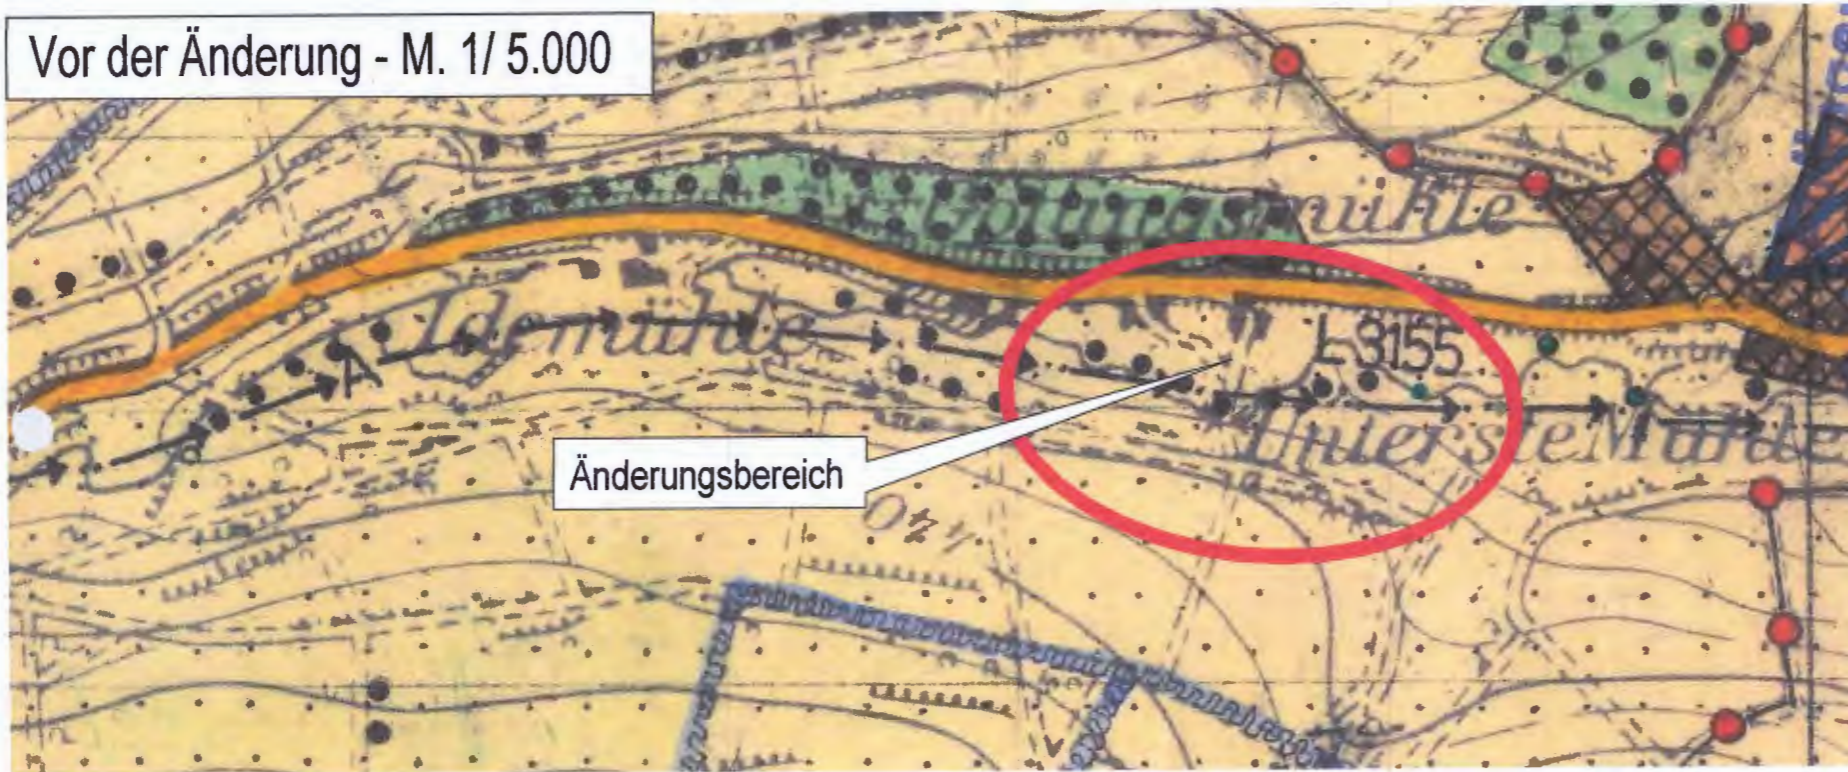 Vor der Änderung - M. 1/ 5.000
Idemühle
L 3155
A
Änderungsbereich
Unterste Mühle